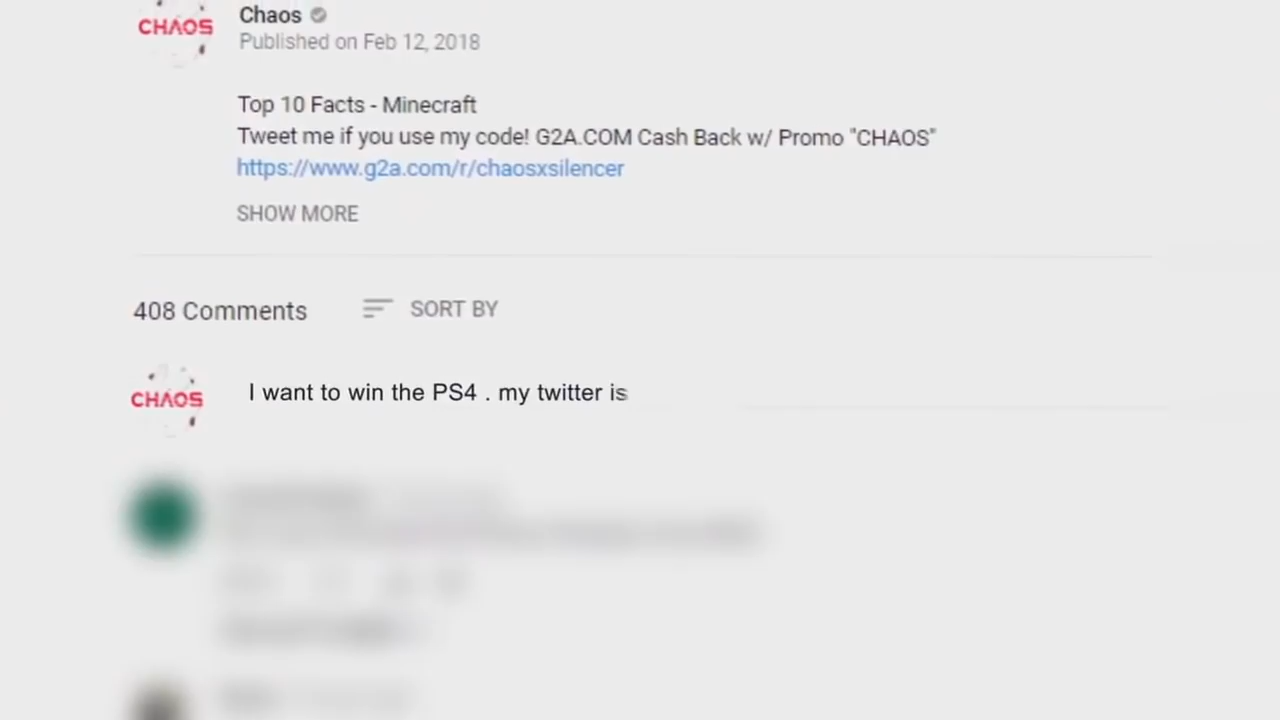 CHAOS
Chaos
Published on Feb 12, 2018
Top 10 Facts - Minecraft
Tweet me if you use my code! G2A.COM Cash Back w/ Promo "CHAOS"
https://www.g2a.com/r/chaosxsilencer
SHOW MORE
408 Comments
SORT BY
CHAOS
I want to win the PS4 . my twitter is